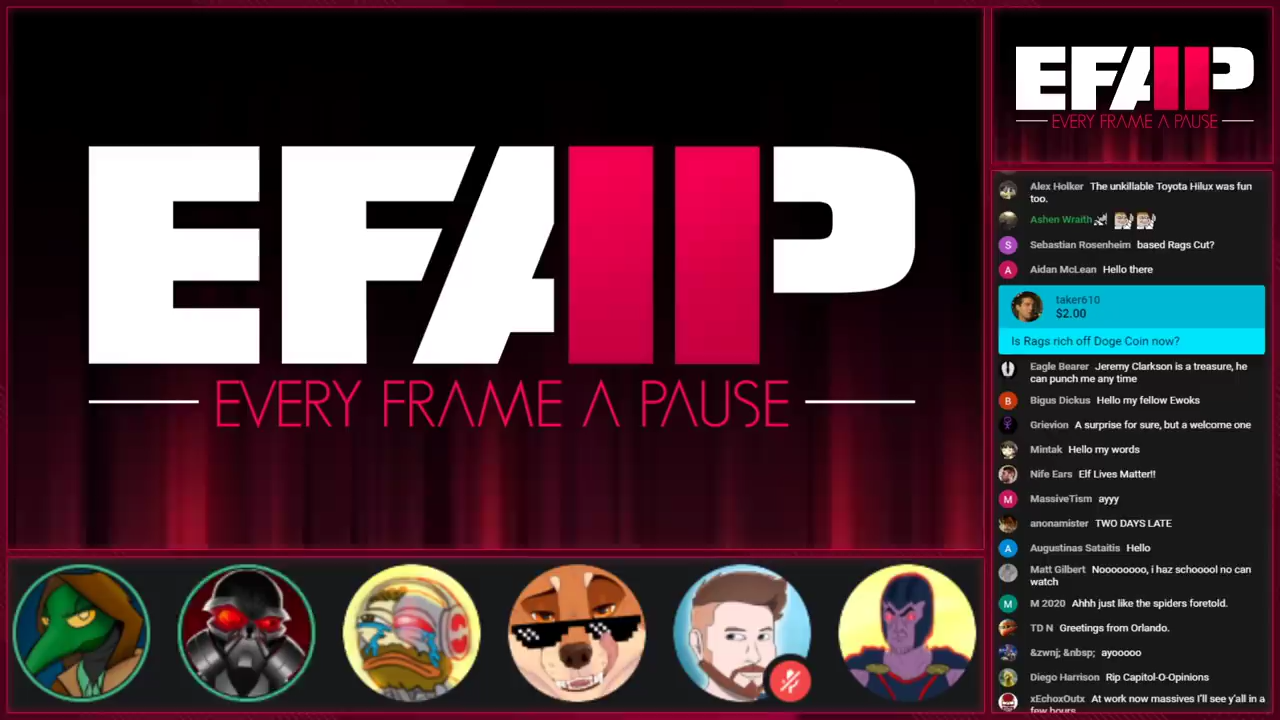 EFAP
EVERY FRAME A PAUSE
EFAP
EVERY FRAME A PAUSE
Alex Holker The unkillable Toyota Hilux was fun
too.
Ashen Wraith
S Sebastian Rosenheim based Rags Cut?
A Aidan McLean Hello there
taker610
$2.00
Is Rags rich off Doge Coin now?
Eagle Bearer Jeremy Clarkson is a treasure, he
can punch me any time
B Bigus Dickus Hello my fellow Ewoks
Grievion A surprise for sure, but a welcome one
Mintak Hello my words
Nife Ears Elf Lives Matter!!
M MassiveTism ayyy
anonamister TWO DAYS LATE
A Augustinas Sataitis Hello
Matt Gilbert Noooooooo, i haz schooool no can
watch
M M 2020 Ahhh just like the spiders foretold.
TD N Greetings from Orlando.
&zwnj; &nbsp; ayoooo
Diego Harrison Rip Capitol-O-Opinions
xEchoxOutx At work now massives I'll see y'all in a
few hours